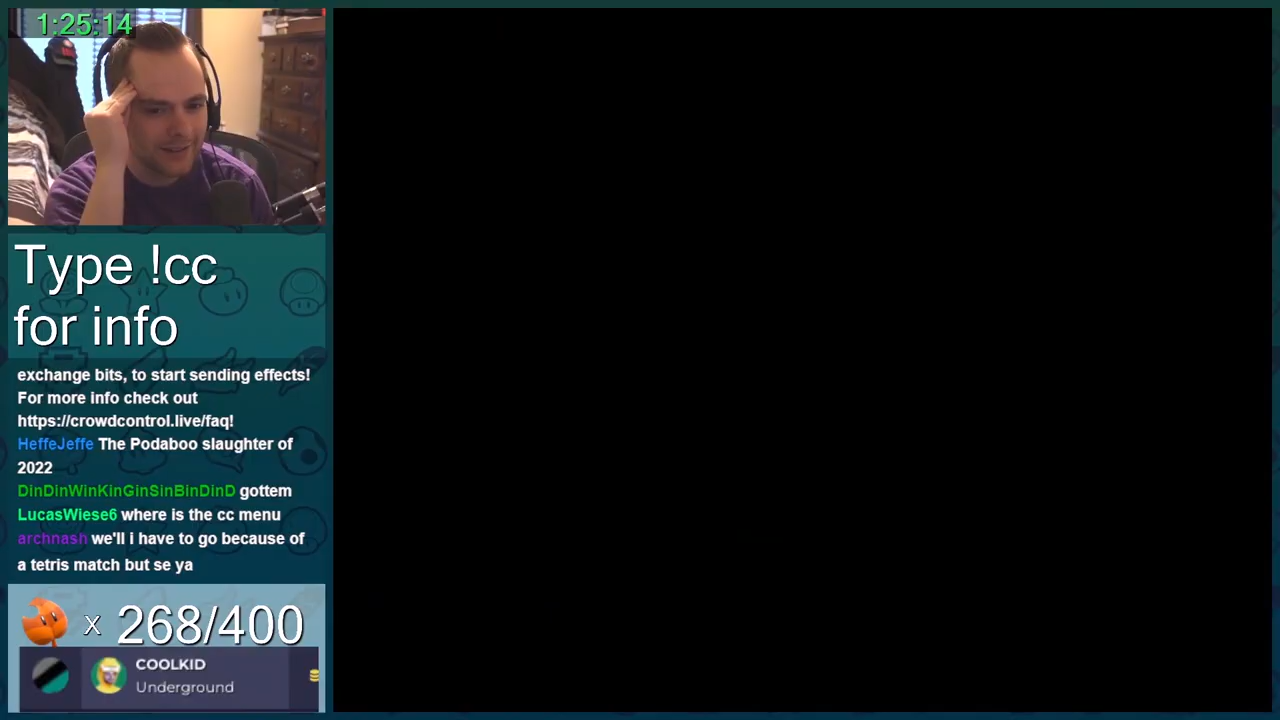 1:25:14
Type !cc
for info
exchange bits, to start sending effects!
For more info check out
https://crowdcontrol.live/faq!
HeffeJeffe The Podaboo slaughter of
2022
DinDinWinKinGinSinBinDinD gottem
LucasWiese6 where is the cc menu
archnash we'll i have to go because of
a tetris match but se ya
x 268/400
COOLKID
Underground